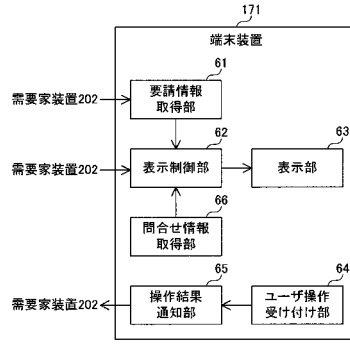 171
端末装置
61
需要家装置202
要請情報
取得部
62
63
需要家装置202
表示制御部
表示部
66
問合せ情報
取得部
65
64
需要家装置202
操作結果
通知部
ユーザ操作
受け付け部